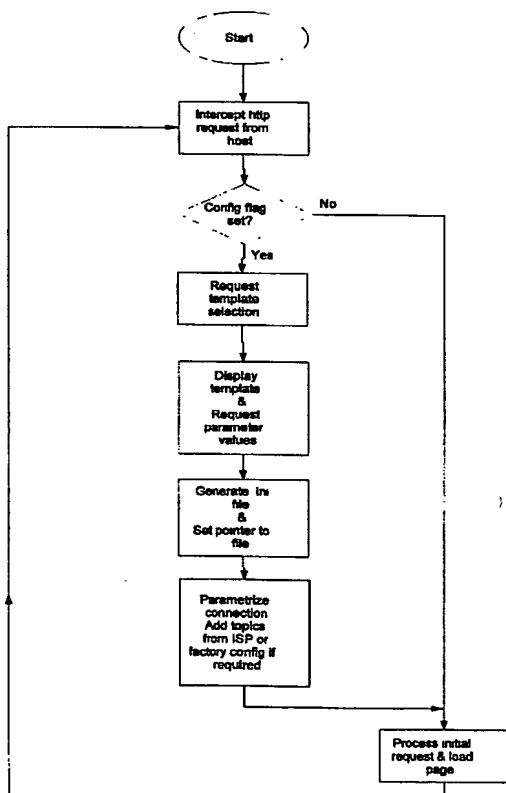 Start
Intercept http
request from
host
Config flag
set?
No
Yes
Request
template
selection
Display
template
&
Request
parameter
values
Generate ini
file
&
Set pointer to
file
Parametrize
connection
Add topics
from ISP or
factory config if
required
Process initial
request & load
page